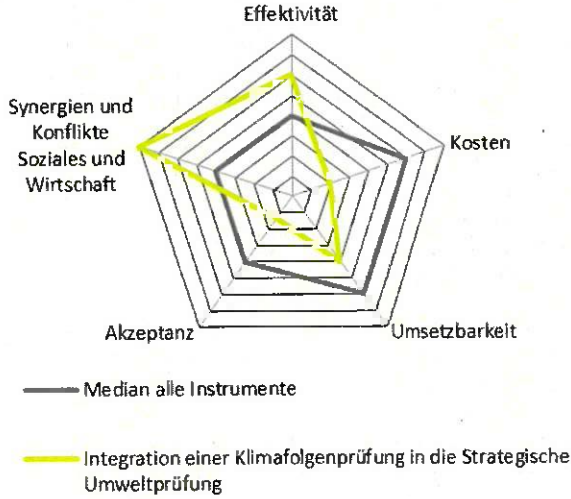 Effektivität
Synergien und
Konflikte
Soziales und
Wirtschaft
Kosten
Akzeptanz
Umsetzbarkeit
Median alle Instrumente
Integration einer Klimafolgenprüfung in die Strategische
Umweltprüfung